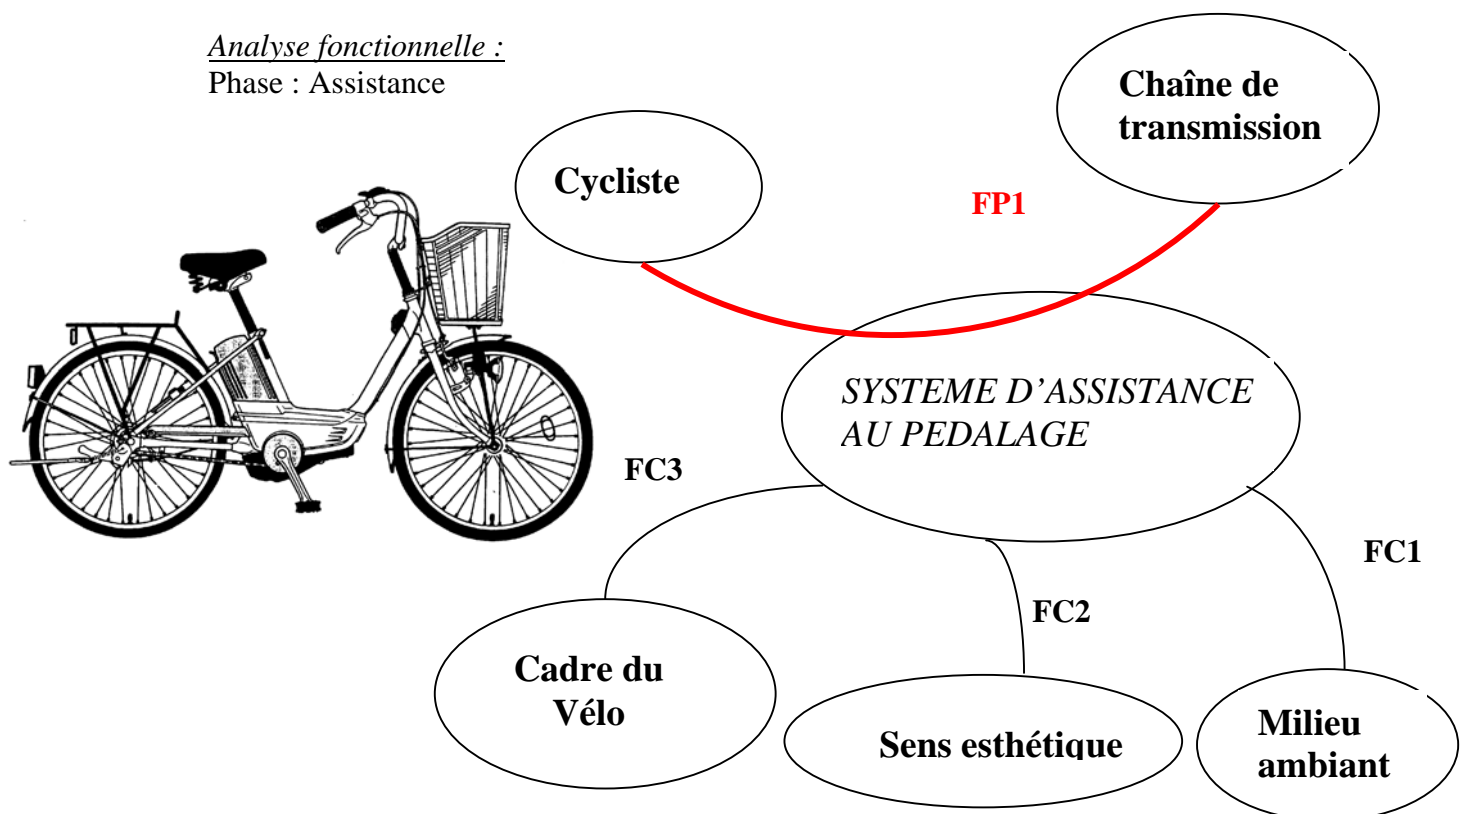 Analyse fonctionnelle :
Phase : Assistance
Chaîne de
transmission
Cycliste
FP1
SYSTEME D'ASSISTANCE
AU PEDALAGE
FC3
FC1
FC2
Cadre du
Vélo
Sens esthétique
Milieu
ambiant